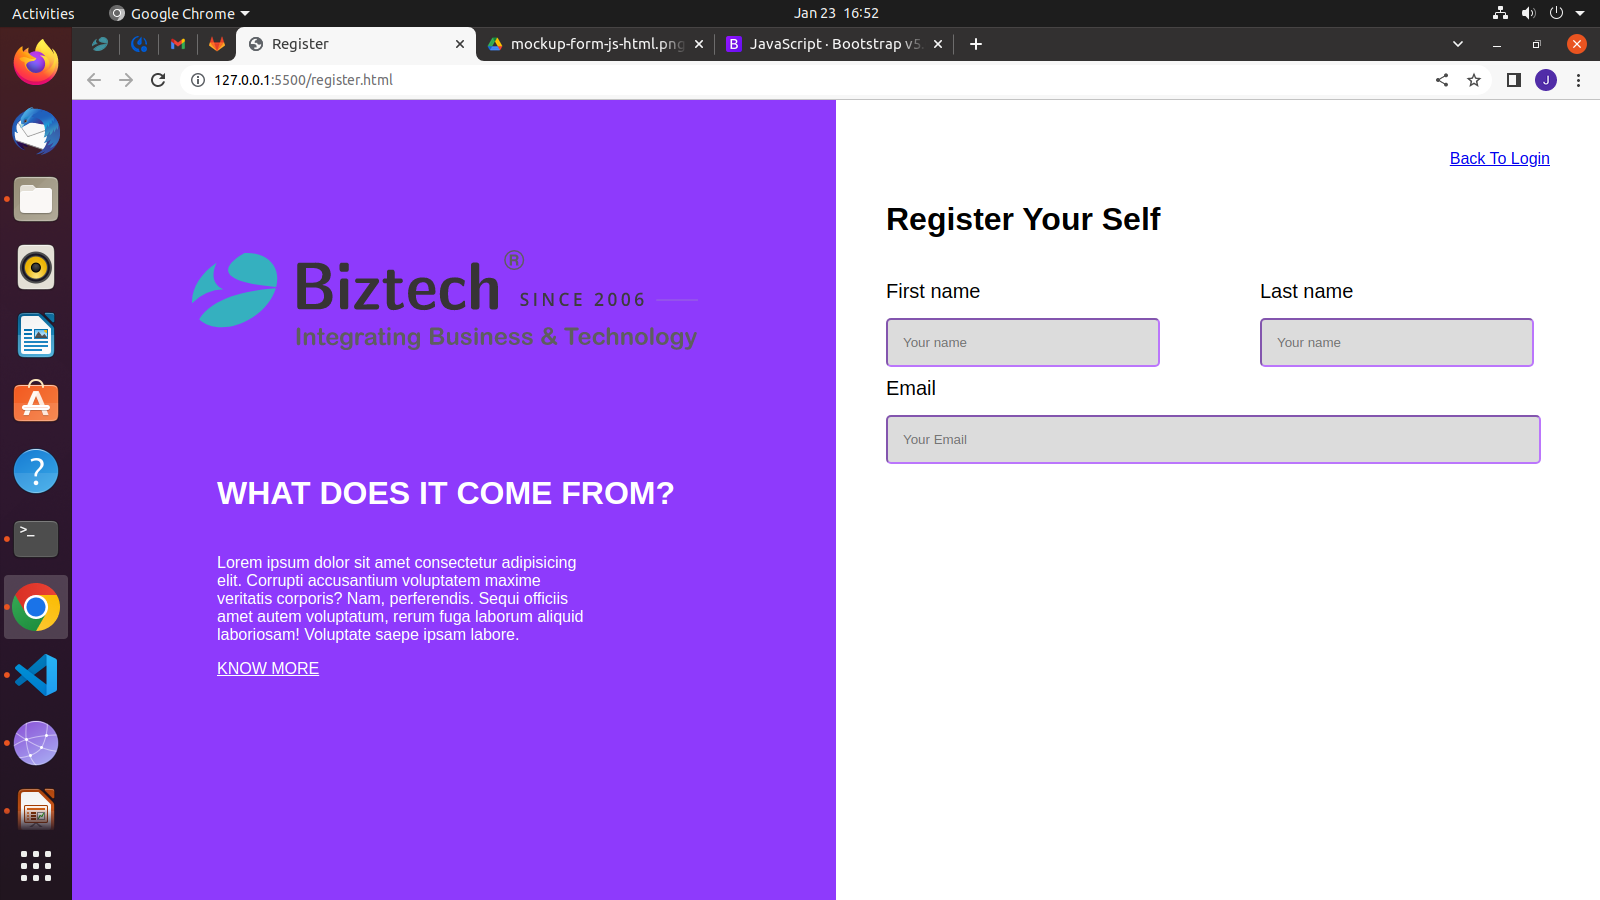 Activities
Google Chrome
Jan 23 16:52
Register
mockup-form-js-html.png
JavaScript · Bootstrap v5.
127.0.0.1:5500/register.html
J
Back To Login
Register Your Self
Biztech®
SINCE 2006
Integrating Business & Technology
First name
Last name
Your name
Your name
Email
Your Email
WHAT DOES IT COME FROM?
Lorem ipsum dolor sit amet consectetur adipisicing
elit. Corrupti accusantium voluptatem maxime
veritatis corporis? Nam, perferendis. Sequi officiis
amet autem voluptatum, rerum fuga laborum aliquid
laboriosam! Voluptate saepe ipsam labore.
KNOW MORE